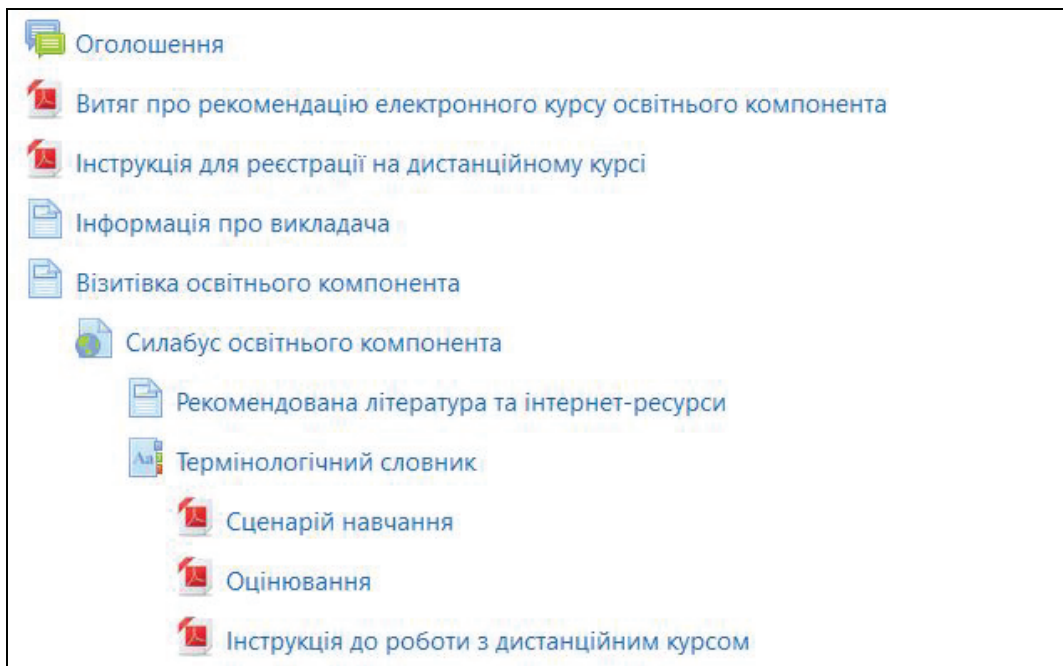 Оголошення
Витяг про рекомендацію електронного курсу освітнього компонента
Інструкція для реєстрації на дистанційному курсі
Інформація про викладача
Візитівка освітнього компонента
Силабус освітнього компонента
Рекомендована література та інтернет-ресурси
Aa Термінологічний словник
Сценарій навчання
Оцінювання
Інструкція до роботи з дистанційним курсом